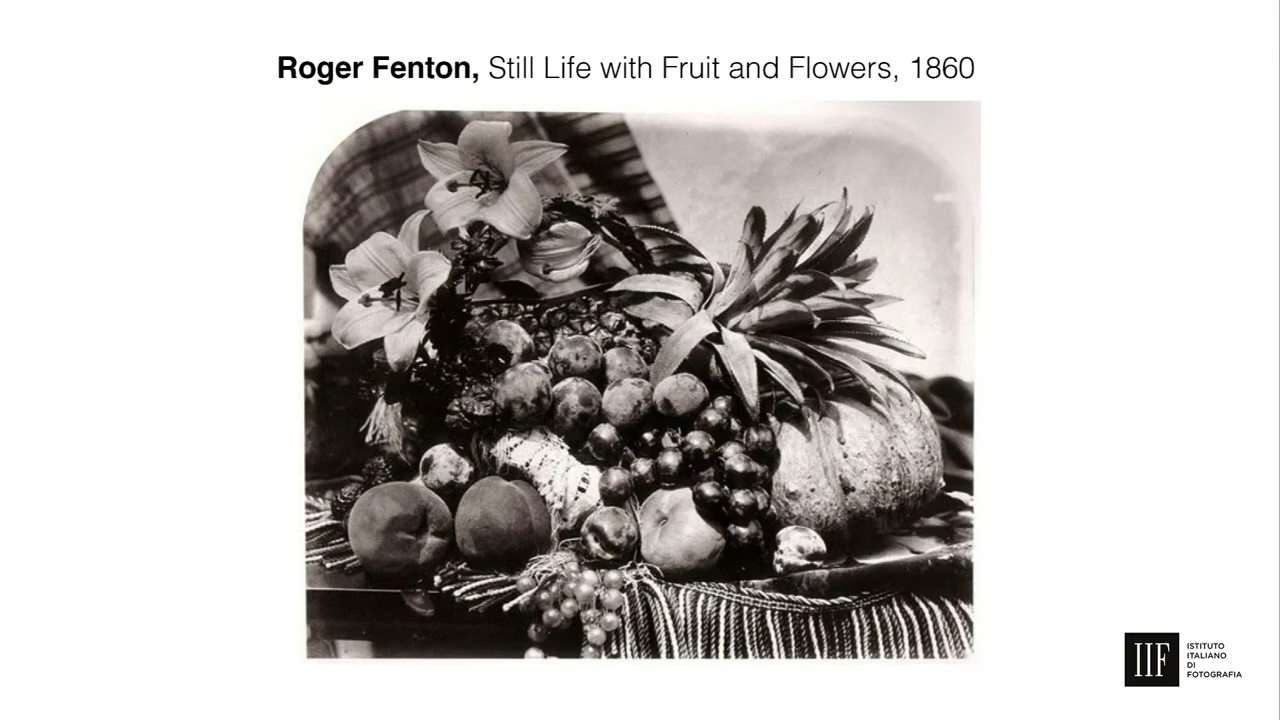 Roger Fenton, Still Life with Fruit and Flowers, 1860
IIF
ISTITUTO
ITALIANO
DI
FOTOGRAFIA